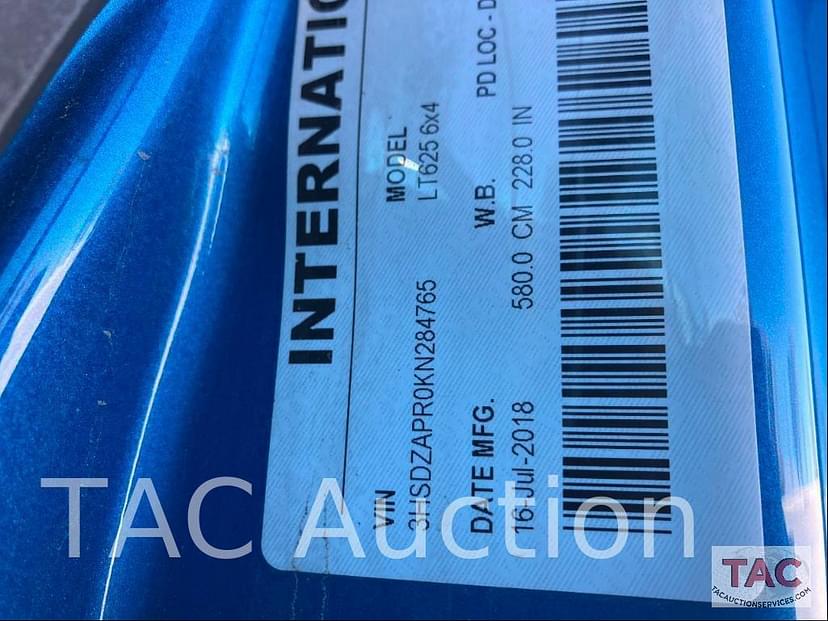 INTERNATIO
MODEL
LT625 6x4
VIN
3HSDZAPR0KN284765
W.B.
PD LOC - D
580.0 CM 228.0 IN
DATE MFG.
16-Jul-2018
TAC Auction
TAC
TACAUCTIONSERVICES.COM